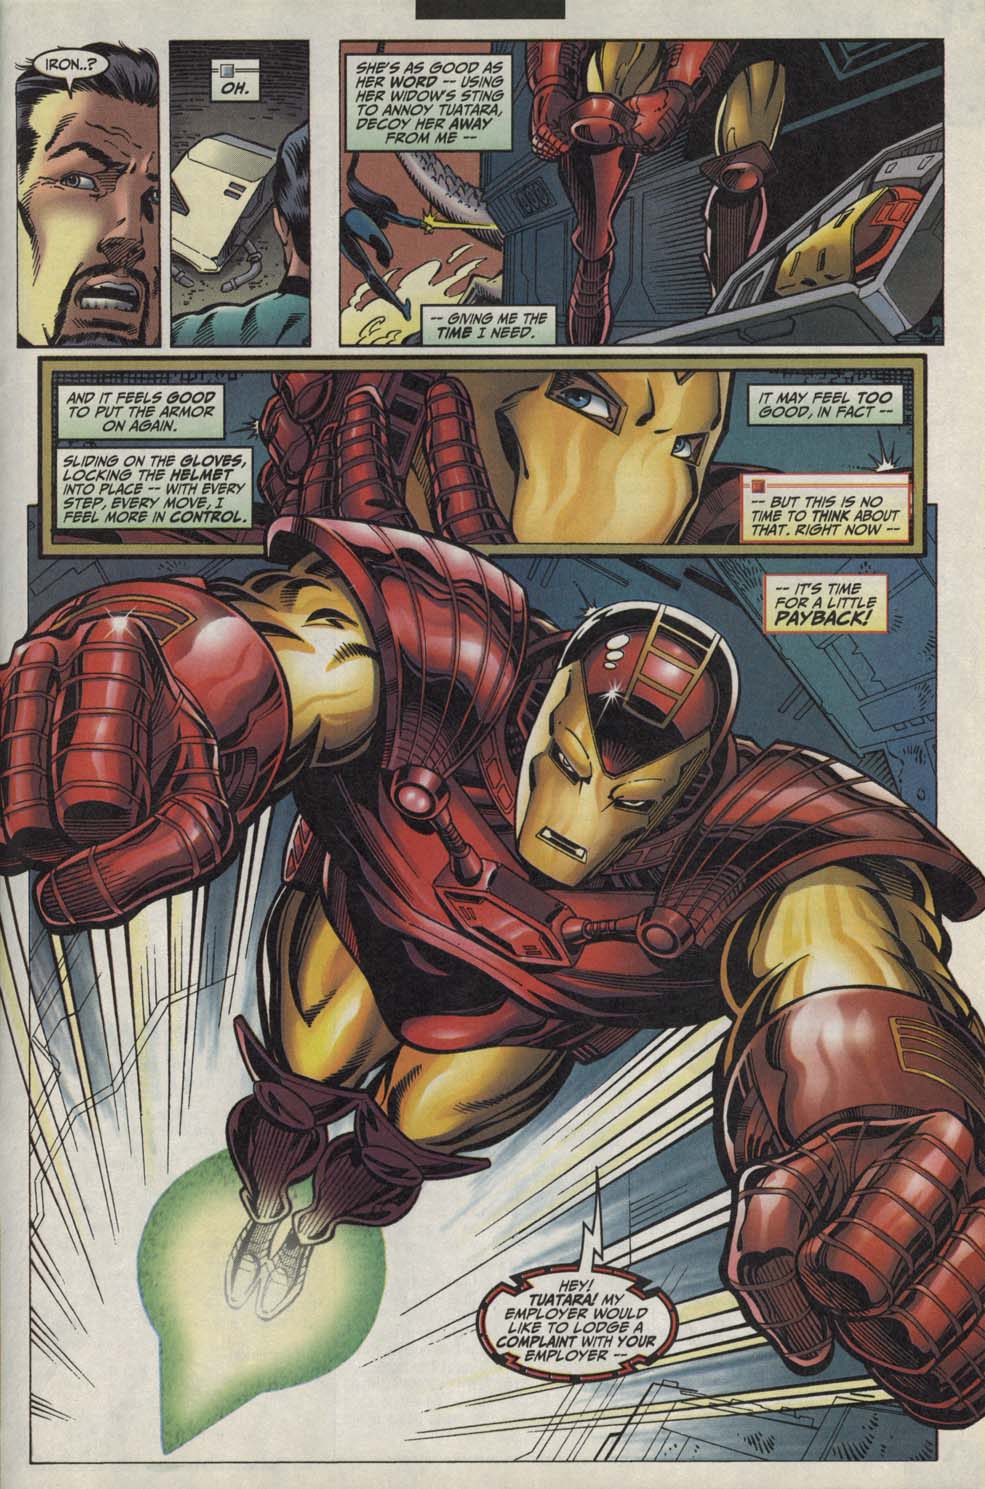 IRON..?
OH.
SHE'S AS GOOD AS
HER WORD -- USING
HER WIDOW'S STING
TO ANNOY TUATARA,
DECOY HER AWAY
FROM ME --
-- GIVING ME THE
TIME I NEED.
AND IT FEELS GOOD
TO PUT THE ARMOR
ON AGAIN.
SLIDING ON THE GLOVES,
LOCKING THE HELMET
INTO PLACE -- WITH EVERY
STEP, EVERY MOVE, I
FEEL MORE IN CONTROL.
IT MAY FEEL TOO
GOOD, IN FACT --
-- BUT THIS IS NO
TIME TO THINK ABOUT
THAT. RIGHT NOW --
-- IT'S TIME
FOR A LITTLE
PAYBACK!
HEY!
TUATARA! MY
EMPLOYER WOULD
LIKE TO LODGE A
COMPLAINT WITH YOUR
EMPLOYER --